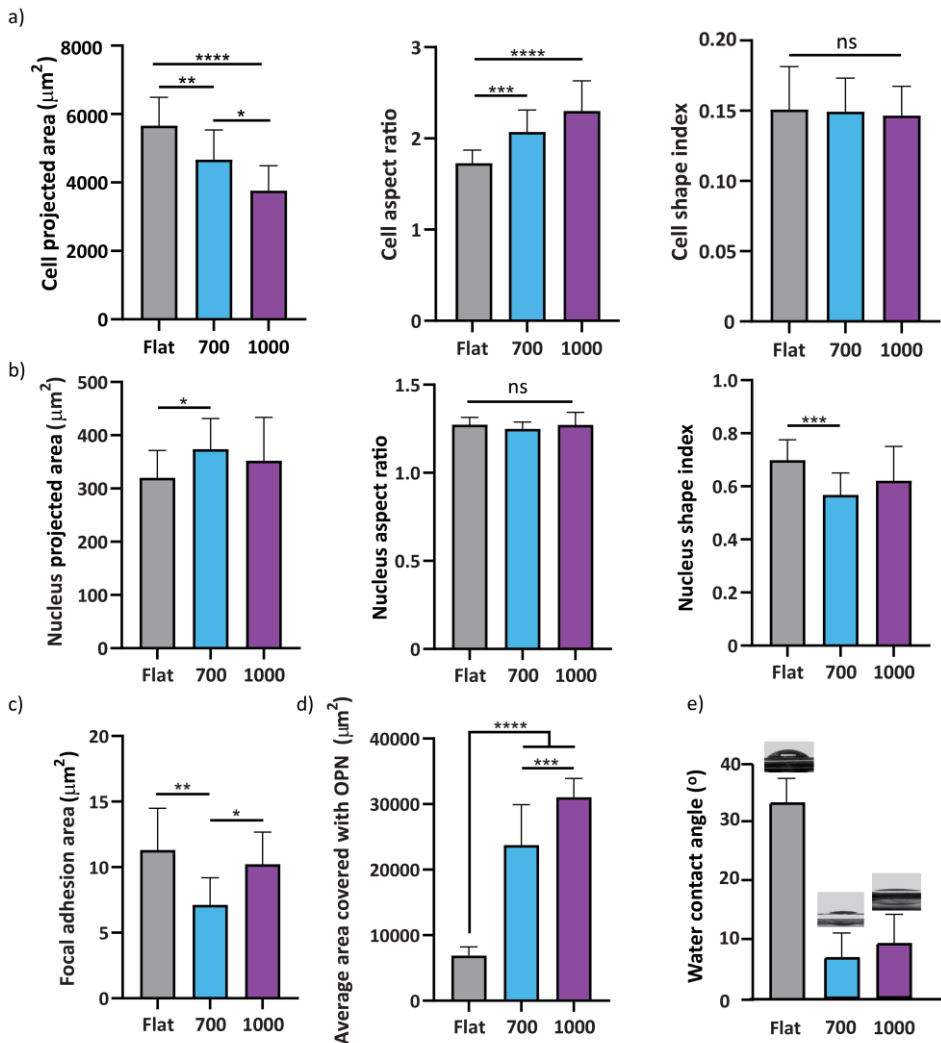 a)
Cell projected area (μm²)
8000
6000
4000
2000
0
****
**
*
Flat 700 1000
Cell aspect ratio
3
2
1
0
****
***
Flat 700 1000
Cell shape index
0.20
0.15
0.10
0.05
0
ns
Flat 700 1000
b)
Nucleus projected area (μm²)
500
400
300
200
100
0
*
Flat 700 1000
Nucleus aspect ratio
1.5
1.0
0.5
0
ns
Flat 700 1000
Nucleus shape index
1.0
0.8
0.6
0.4
0.2
0
***
Flat 700 1000
c)
Focal adhesion area (μm²)
20
15
10
5
0
**
*
Flat 700 1000
d)
Average area covered with OPN (μm²)
40000
30000
20000
10000
0
****
***
Flat 700 1000
e)
Water contact angle (º)
40
30
20
10
0
Flat 700 1000